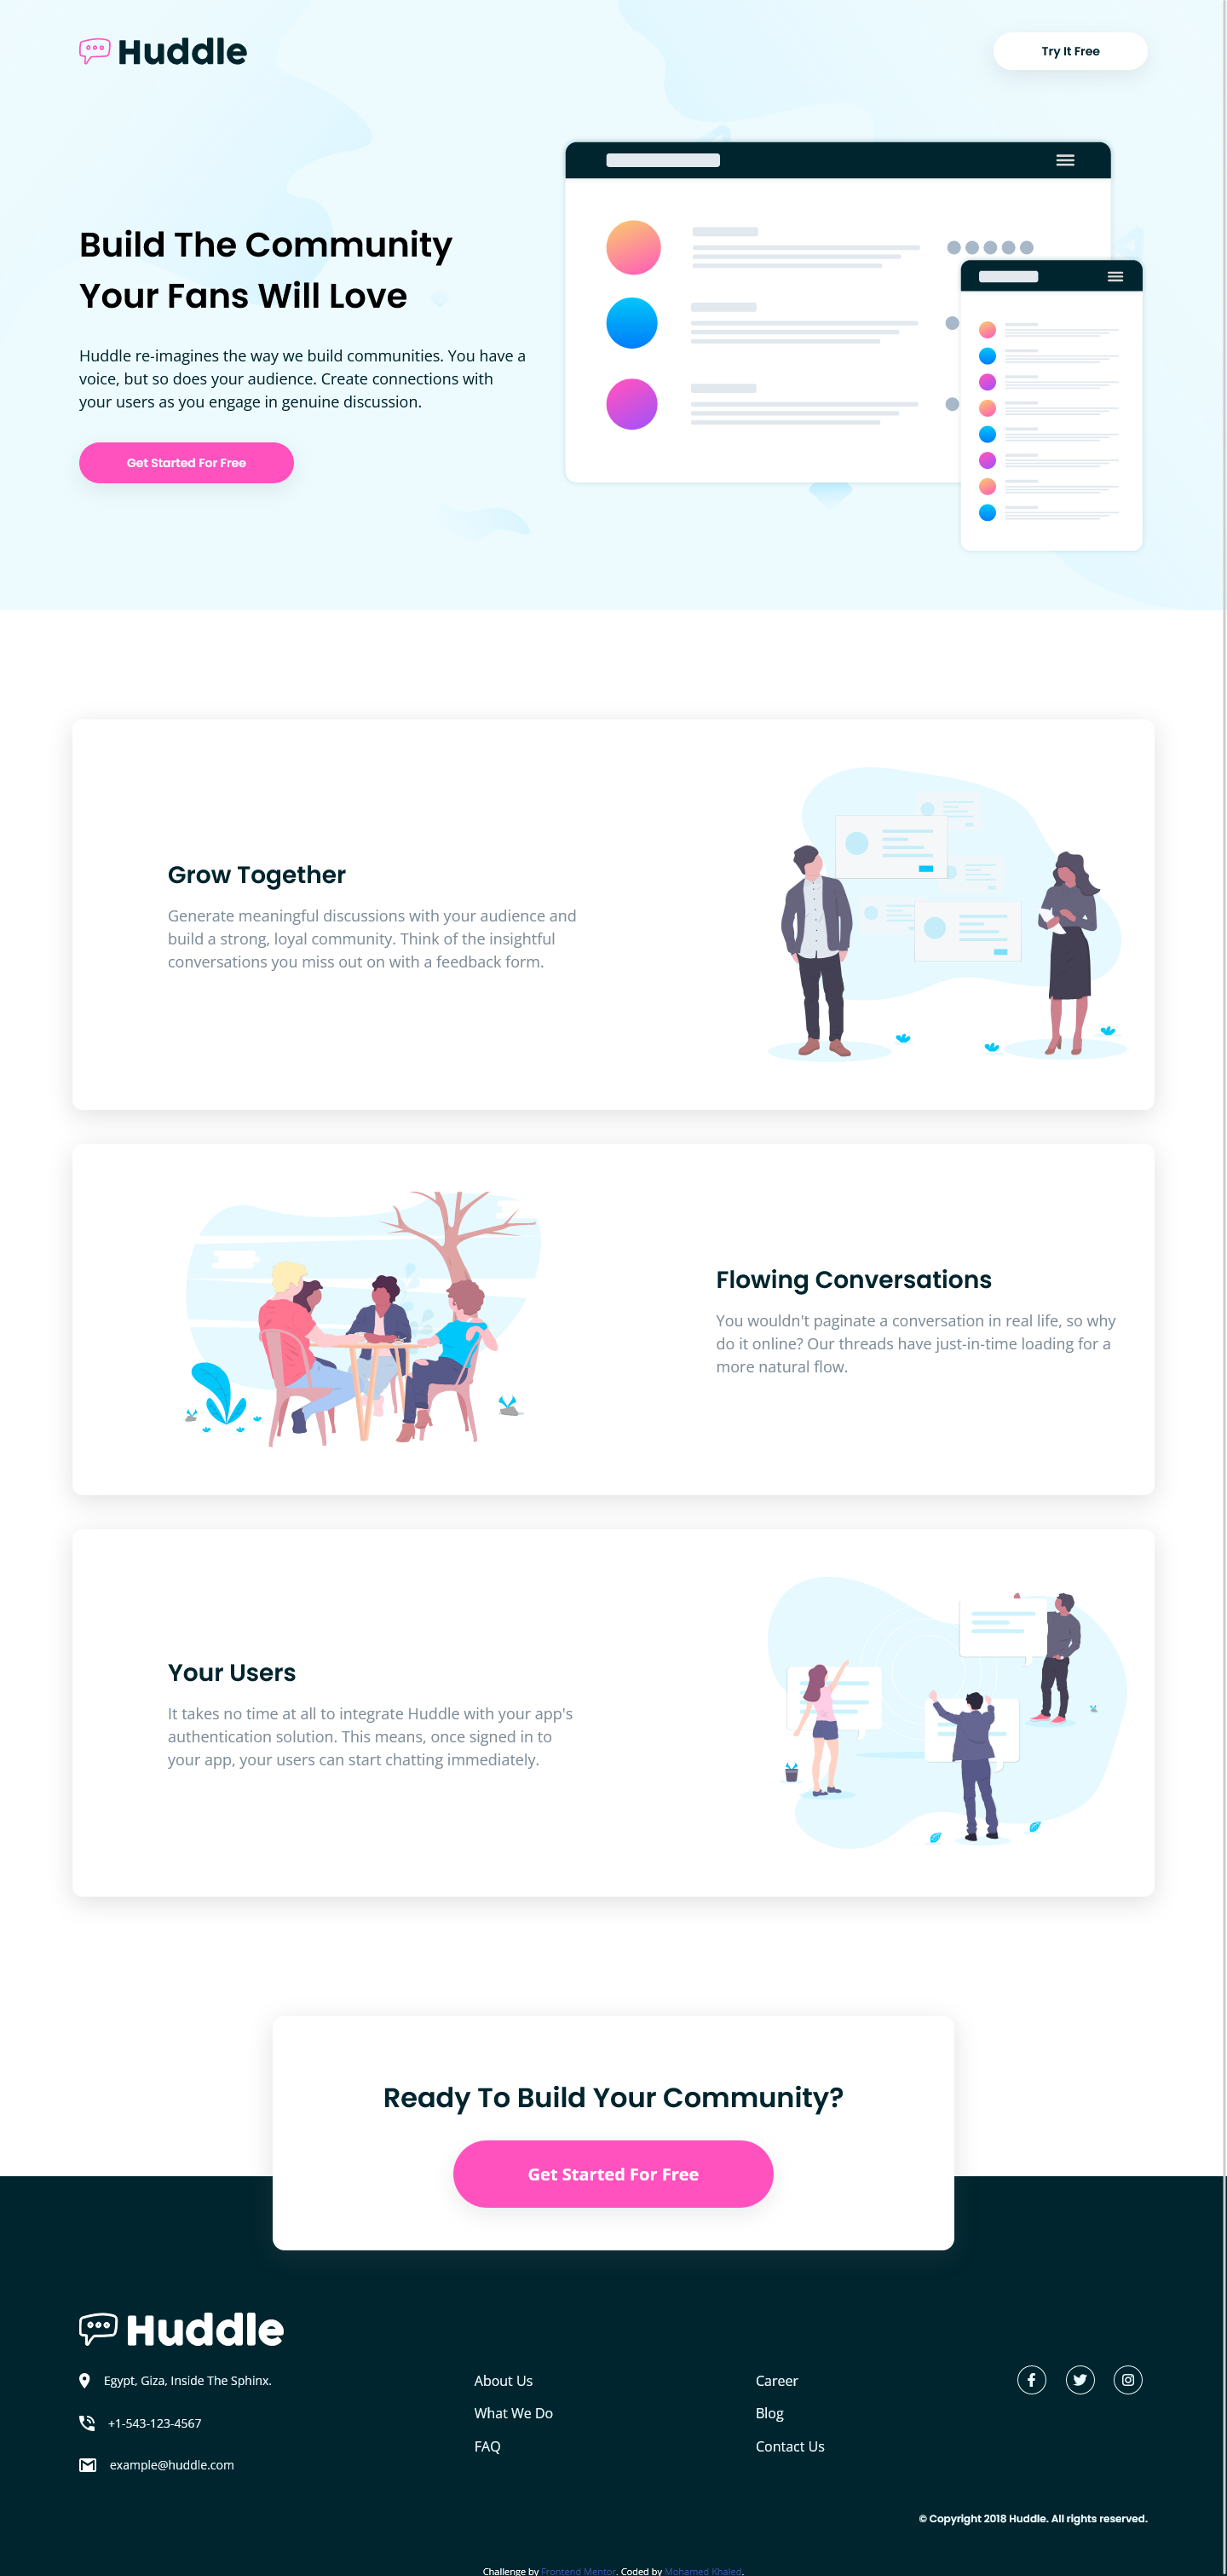 Huddle
Try It Free
Build The Community
Your Fans Will Love
Huddle re-imagines the way we build communities. You have a
voice, but so does your audience. Create connections with
your users as you engage in genuine discussion.
Get Started For Free
Grow Together
Generate meaningful discussions with your audience and
build a strong, loyal community. Think of the insightful
conversations you miss out on with a feedback form.
Flowing Conversations
You wouldn't paginate a conversation in real life, so why
do it online? Our threads have just-in-time loading for a
more natural flow.
Your Users
It takes no time at all to integrate Huddle with your app's
authentication solution. This means, once signed in to
your app, your users can start chatting immediately.
Ready To Build Your Community?
Get Started For Free
Huddle
Egypt, Giza, Inside The Sphinx.
+1-543-123-4567
example@huddle.com
About Us
What We Do
FAQ
Career
Blog
Contact Us
© Copyright 2018 Huddle. All rights reserved.
Challenge by Frontend Mentor. Coded by Mohamed Khaled.